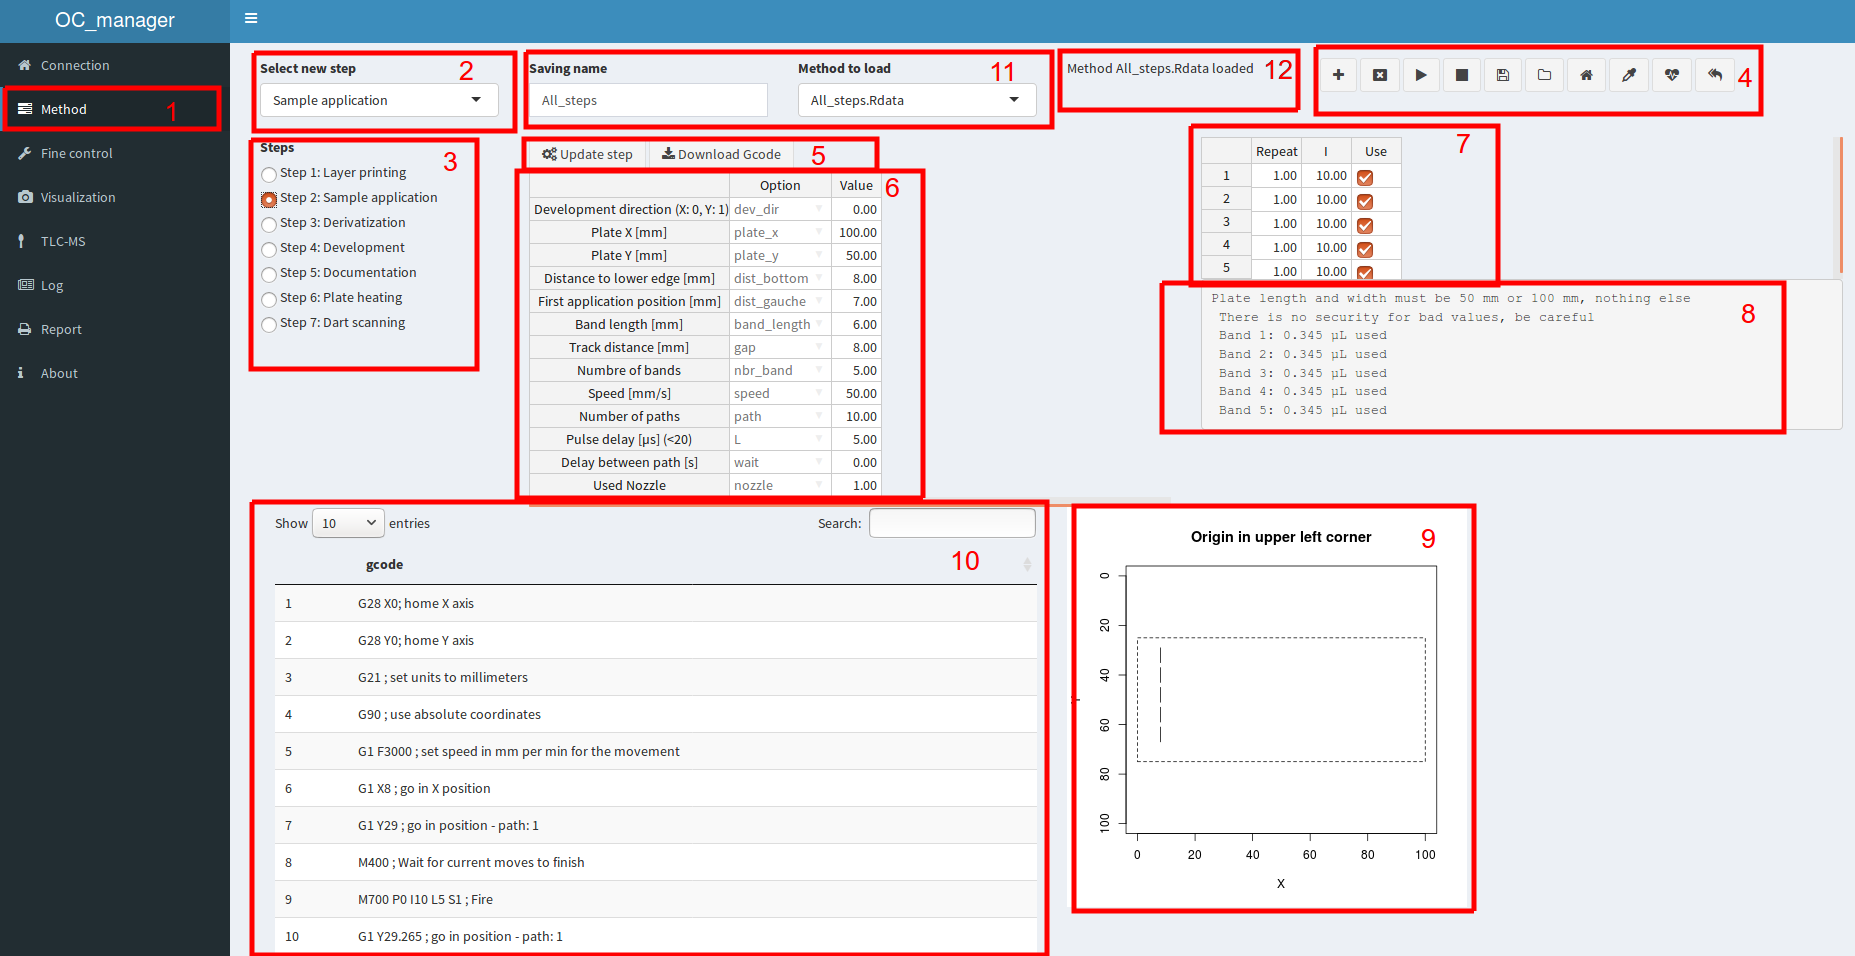 OC_manager
Connection
Method
1
Fine control
Visualization
TLC-MS
Log
Report
About
Select new step
2
Sample application
Saving name
Method to load
11
All_steps
All_steps.Rdata
Method All_steps.Rdata loaded
12
4
Steps
3
Step 1: Layer printing
Step 2: Sample application
Step 3: Derivatization
Step 4: Development
Step 5: Documentation
Step 6: Plate heating
Step 7: Dart scanning
Update step
Download Gcode
5
6
Option Value
Development direction (X: 0, Y: 1) dev_dir 0.00
Plate X [mm] plate_x 100.00
Plate Y [mm] plate_y 50.00
Distance to lower edge [mm] dist_bottom 8.00
First application position [mm] dist_gauche 7.00
Band length [mm] band_length 6.00
Track distance [mm] gap 8.00
Numbre of bands nbr_band 5.00
Speed [mm/s] speed 50.00
Number of paths path 10.00
Pulse delay [µs] (<20) L 5.00
Delay between path [s] wait 0.00
Used Nozzle nozzle 1.00
7
Repeat I Use
1 1.00 10.00
2 1.00 10.00
3 1.00 10.00
4 1.00 10.00
5 1.00 10.00
8
Plate length and width must be 50 mm or 100 mm, nothing else
There is no security for bad values, be careful
Band 1: 0.345 µL used
Band 2: 0.345 µL used
Band 3: 0.345 µL used
Band 4: 0.345 µL used
Band 5: 0.345 µL used
Show 10 entries
Search:
10
gcode
1 G28 X0; home X axis
2 G28 Y0; home Y axis
3 G21 ; set units to millimeters
4 G90 ; use absolute coordinates
5 G1 F3000 ; set speed in mm per min for the movement
6 G1 X8 ; go in X position
7 G1 Y29 ; go in position - path: 1
8 M400 ; Wait for current moves to finish
9 M700 P0 I10 L5 S1 ; Fire
10 G1 Y29.265 ; go in position - path: 1
Origin in upper left corner
9
0
20
40
60
80
100
0 20 40 60 80 100
X